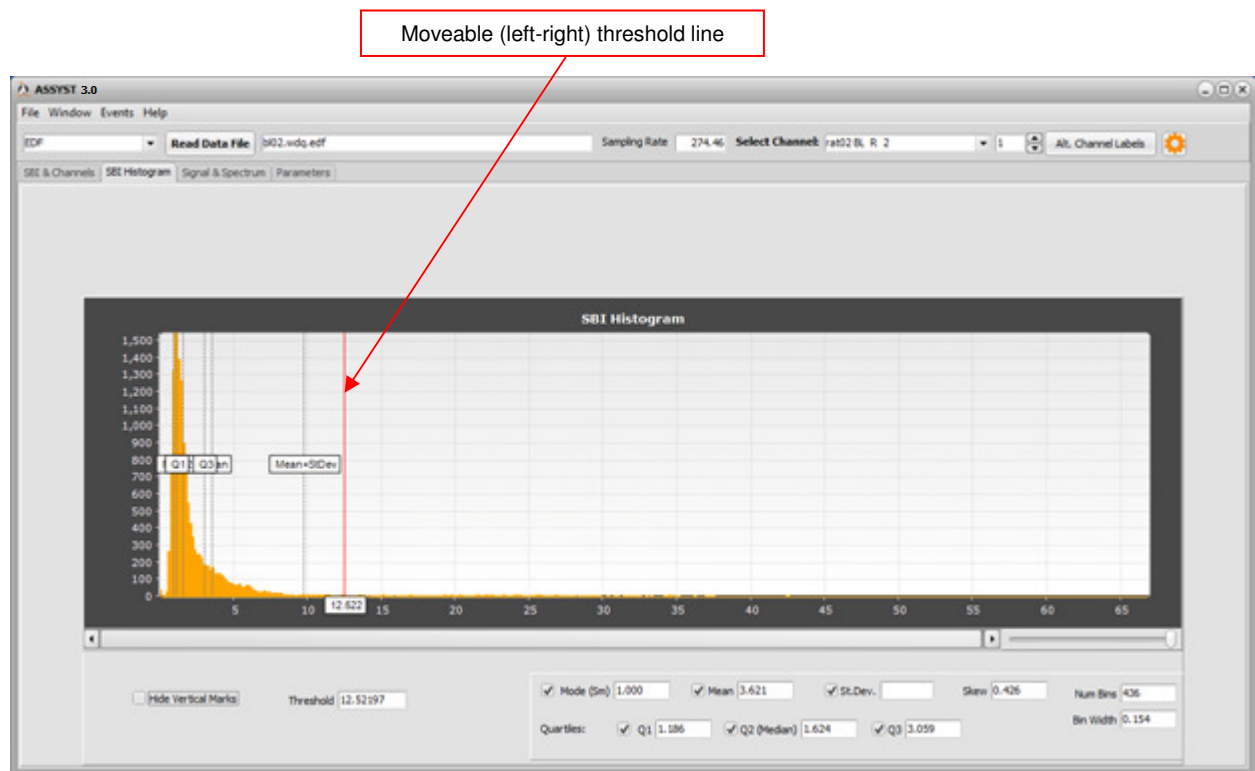 Moveable (left-right) threshold line
ASSYST 3.0
File Window Events Help
EDF Read Data File bl02.wdq.edf Sampling Rate 274.46 Select Channel: rat02 BL R 2 1 Alt. Channel Labels
SBI & Channels SBI Histogram Signal & Spectrum Parameters
SBI Histogram
1,500
1,400
1,300
1,200
1,100
1,000
900
800
700
600
500
400
300
200
100
0
Q1 Q3 Mean+StDev
5 10 12.522 15 20 25 30 35 40 45 50 55 60 65
Hide Vertical Marks Threshold 12.52197
Mode (Sm) 1.000 Mean 3.621 St.Dev. Skew 0.426 Num Bins 436
Quartiles: Q1 1.186 Q2 (Median) 1.624 Q3 3.059 Bin Width 0.154